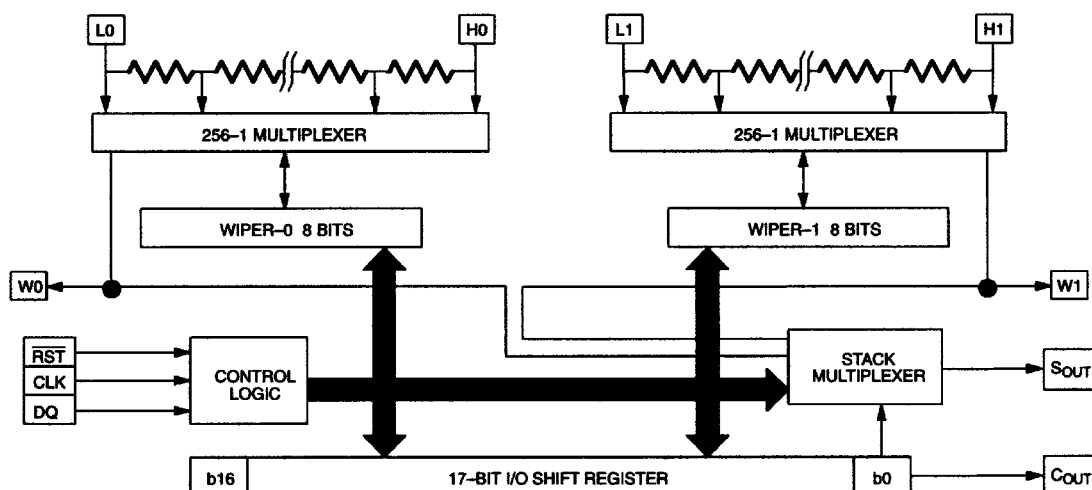 L0
H0
L1
H1
256–1 MULTIPLEXER
256–1 MULTIPLEXER
WIPER–0 8 BITS
WIPER–1 8 BITS
W0
W1
RST
CLK
DQ
CONTROL
LOGIC
STACK
MULTIPLEXER
SOUT
b16
17–BIT I/O SHIFT REGISTER
b0
COUT